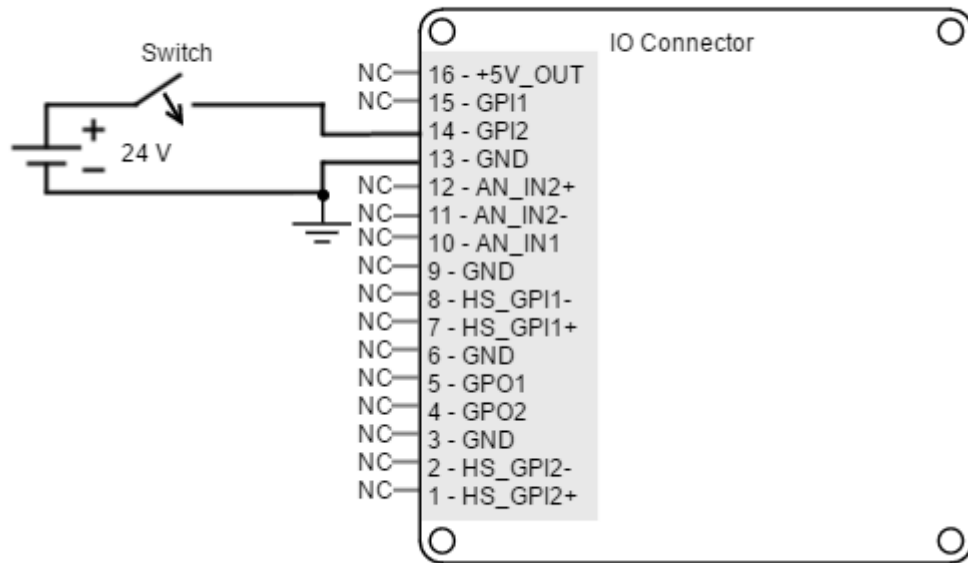 IO Connector
Switch
+
24 V
−
NC 16 - +5V_OUT
NC 15 - GPI1
14 - GPI2
13 - GND
NC 12 - AN_IN2+
NC 11 - AN_IN2-
NC 10 - AN_IN1
NC 9 - GND
NC 8 - HS_GPI1-
NC 7 - HS_GPI1+
NC 6 - GND
NC 5 - GPO1
NC 4 - GPO2
NC 3 - GND
NC 2 - HS_GPI2-
NC 1 - HS_GPI2+